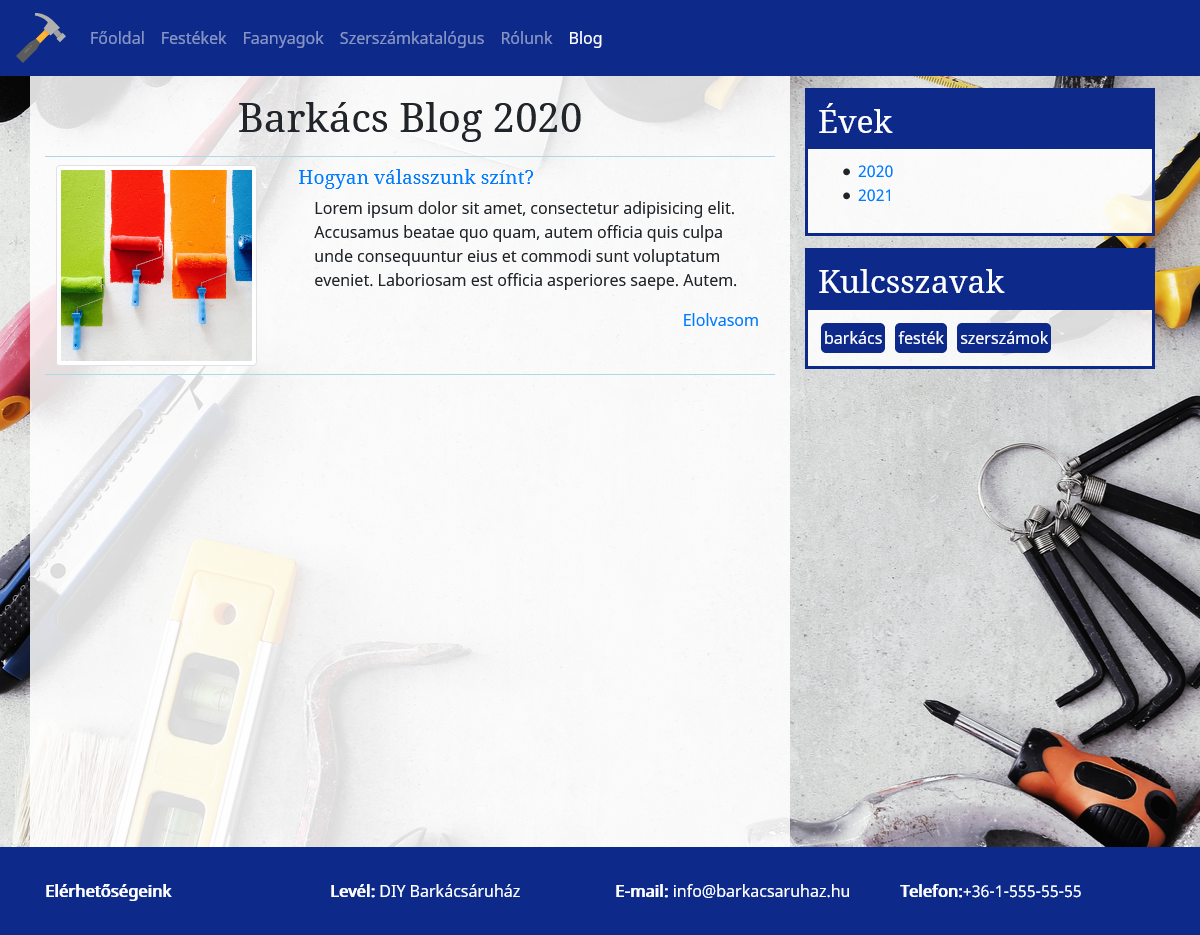 Főoldal Festékek Faanyagok Szerszámkatalógus Rólunk Blog
Barkács Blog 2020
Hogyan válasszunk színt?
Lorem ipsum dolor sit amet, consectetur adipisicing elit.
Accusamus beatae quo quam, autem officia quis culpa
unde consequuntur eius et commodi sunt voluptatum
eveniet. Laboriosam est officia asperiores saepe. Autem.
Elolvasom
Évek
2020
2021
Kulcsszavak
barkács festék szerszámok
Elérhetőségeink Levél: DIY Barkácsáruház E-mail: info@barkacsaruhaz.hu Telefon:+36-1-555-55-55